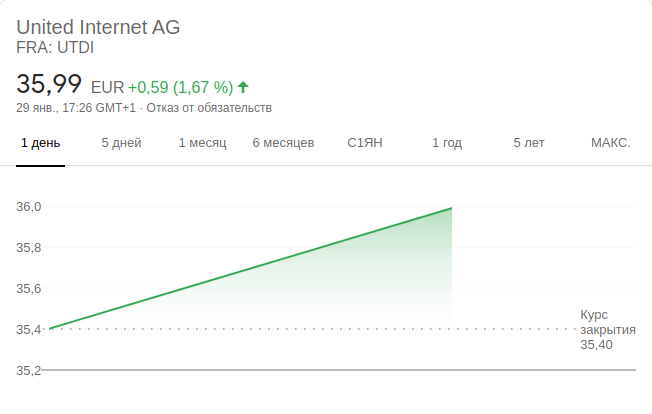 United Internet AG
FRA: UTDI
35,99 EUR +0,59 (1,67 %)
29 янв., 17:26 GMT+1 · Отказ от обязательств
1 день 5 дней 1 месяц 6 месяцев С1ЯН 1 год 5 лет МАКС.
36,0
35,8
35,6
35,4
35,2
Курс
закрытия
35,40